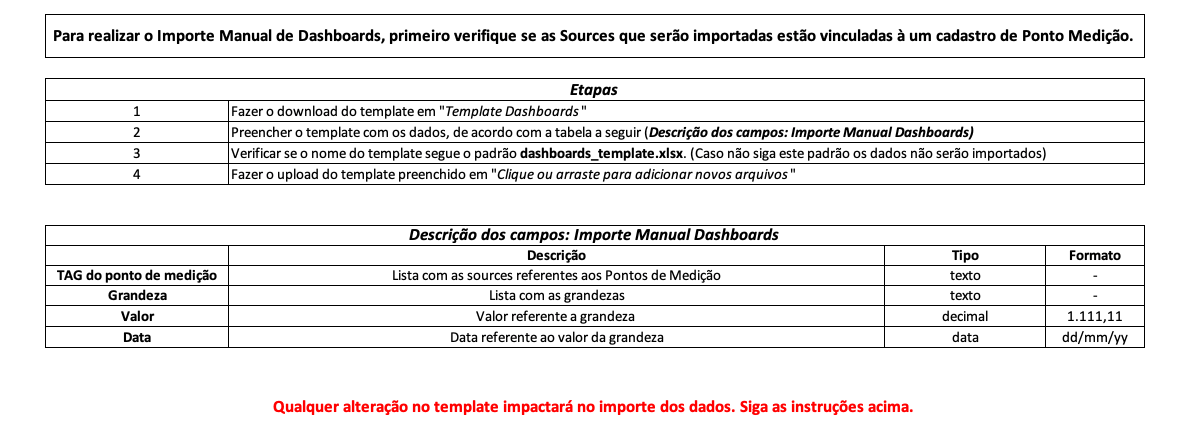 Para realizar o Importe Manual de Dashboards, primeiro verifique se as Sources que serão importadas estão vinculadas à um cadastro de Ponto Medição.
Etapas
1 Fazer o download do template em "Template Dashboards"
2 Preencher o template com os dados, de acordo com a tabela a seguir (Descrição dos campos: Importe Manual Dashboards)
3 Verificar se o nome do template segue o padrão dashboards_template.xlsx. (Caso não siga este padrão os dados não serão importados)
4 Fazer o upload do template preenchido em "Clique ou arraste para adicionar novos arquivos"
Descrição dos campos: Importe Manual Dashboards
Descrição Tipo Formato
TAG do ponto de medição Lista com as sources referentes aos Pontos de Medição texto -
Grandeza Lista com as grandezas texto -
Valor Valor referente a grandeza decimal 1.111,11
Data Data referente ao valor da grandeza data dd/mm/yy
Qualquer alteração no template impactará no importe dos dados. Siga as instruções acima.